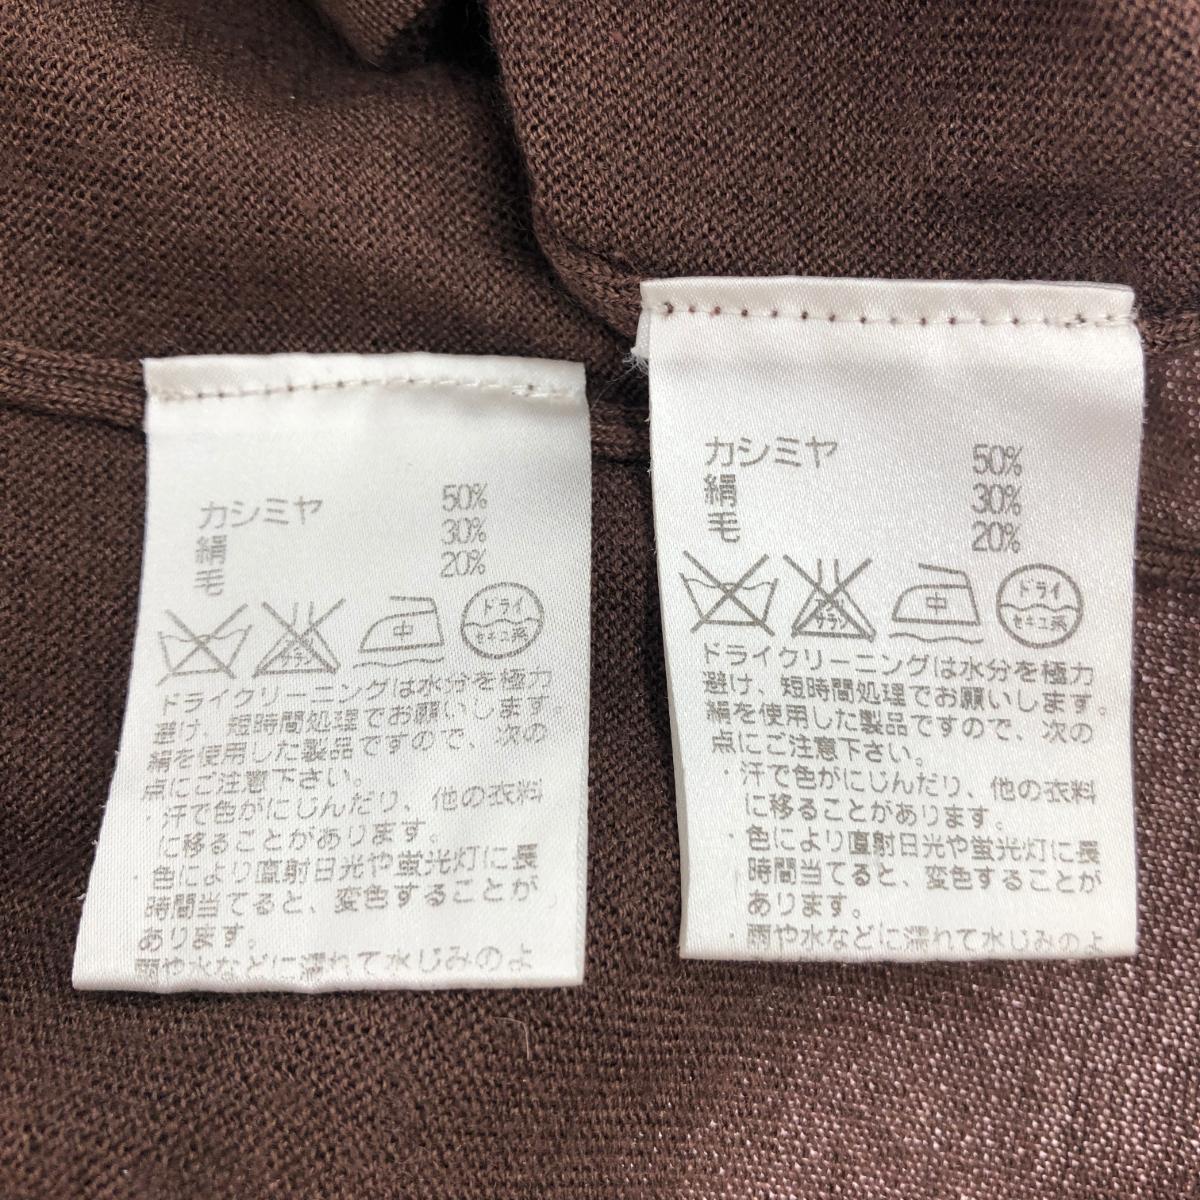 カシミヤ 50%
絹 30%
毛 20%
サラシ
中
ドライ
セキユ系
ドライクリーニングは水分を極力
避け、短時間処理でお願いします。
絹を使用した製品ですので、次の
点にご注意下さい。
・汗で色がにじんだり、他の衣料
に移ることがあります。
・色により直射日光や蛍光灯に長
時間当てると、変色することが
あります。
雨や水などに濡れて水じみのよ
カシミヤ 50%
絹 30%
毛 20%
サラシ
中
ドライ
セキユ系
ドライクリーニングは水分を極力
避け、短時間処理でお願いします。
絹を使用した製品ですので、次の
点にご注意下さい。
・汗で色がにじんだり、他の衣料
に移ることがあります。
・色により直射日光や蛍光灯に長
時間当てると、変色することが
あります。
・雨や水などに濡れて水じみのよ